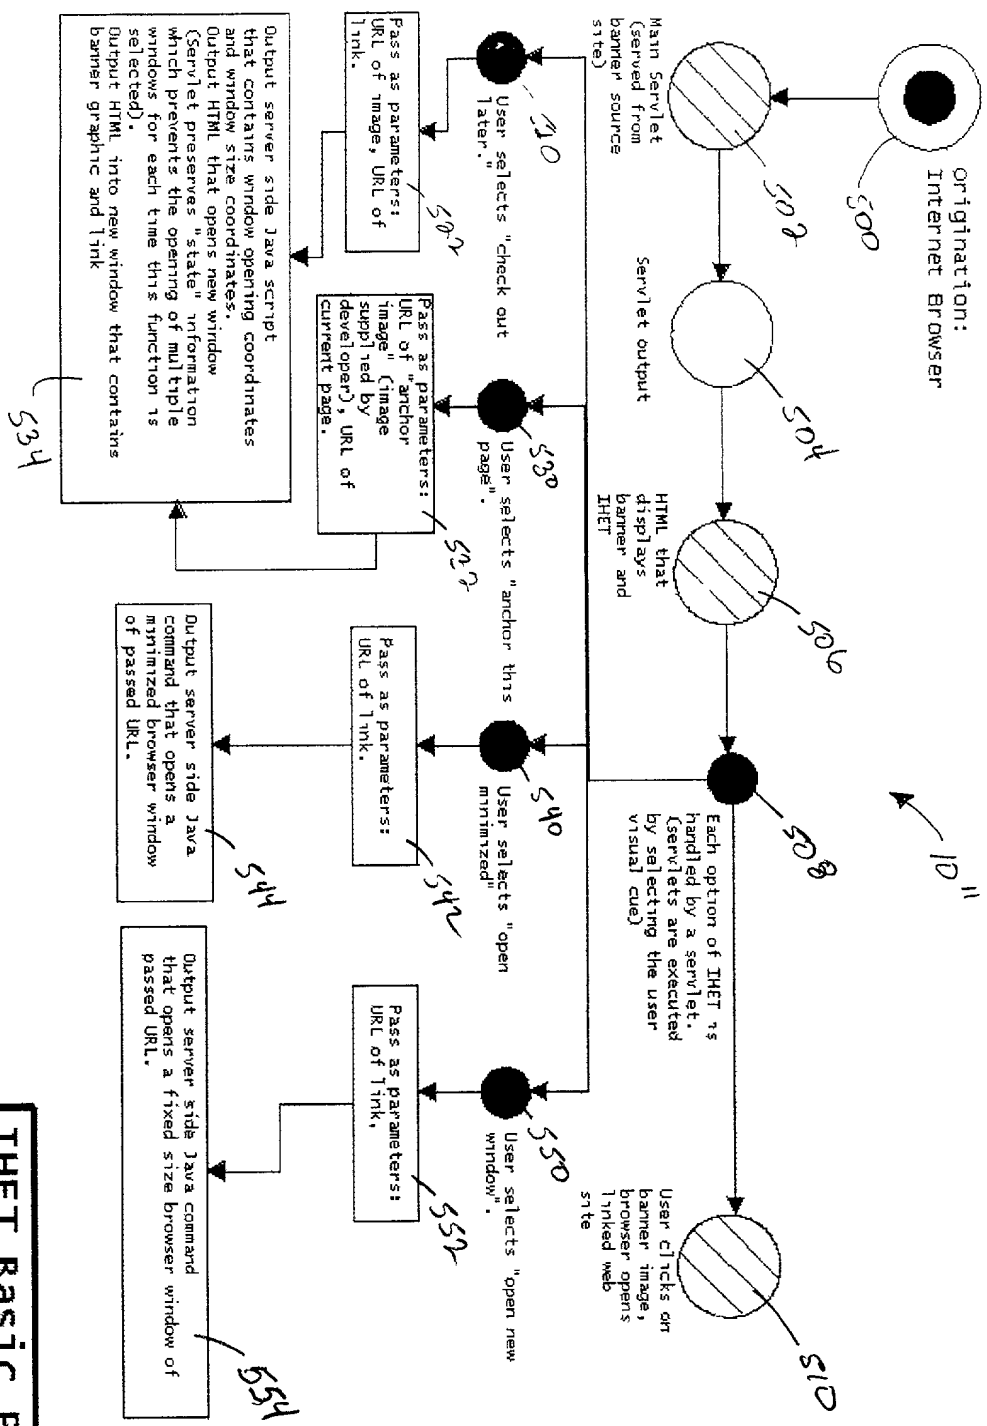 Origination:
Internet Browser
500
Main Servlet
(served from
banner source
site)
502
Servlet output
504
HTML that
displays
banner and
IHET
506
10"
508
Each option of IHET is
handled by a servlet.
(servlets are executed
by selecting the user
visual cue)
User clicks on
banner image,
browser opens
linked web
site
510
510
User selects "check out
later."
530
User selects "anchor this
page".
540
User selects "open
minimized"
550
User selects "open new
window".
Pass as parameters:
URL of image, URL of
link.
522
Pass as parameters:
URL of "anchor
image" (image
supplied by
developer), URL of
current page.
522
Pass as parameters:
URL of link.
542
Pass as parameters:
URL of link,
552
Output server side Java script
that contains window opening coordinates
and window size coordinates.
Output HTML that opens new window
(Servlet preserves "state" information
which prevents the opening of multiple
windows for each time this function is
selected).
Output HTML into new window that contains
banner graphic and link
534
Output server side Java
command that opens a
minimized browser window
of passed URL.
544
Output server side Java command
that opens a fixed size browser window of
passed URL.
554
IHET Basic